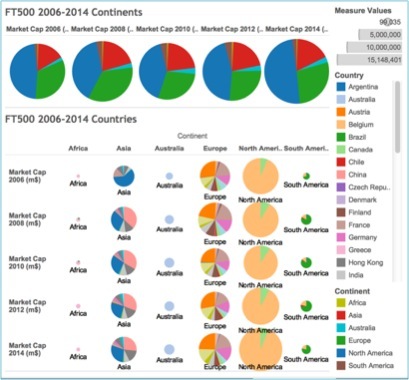 FT500 2006-2014 Continents
Market Cap 2006 (.. Market Cap 2008 (.. Market Cap 2010 (.. Market Cap 2012 (.. Market Cap 2014 (..
FT500 2006-2014 Countries
Continent
Africa Asia Australia Europe North Ameri.. South Ameri..
Market Cap
2006 (m$)
Africa Asia Australia Europe North America South America
Market Cap
2008 (m$)
Africa Asia Australia Europe North America South America
Market Cap
2010 (m$)
Africa Asia Australia Europe North America South America
Market Cap
2012 (m$)
Africa Asia Australia Europe North America South America
Market Cap
2014 (m$)
Africa Asia Australia Europe North America South America
Measure Values
5,000,000
10,000,000
15,148,401
Country
Argentina
Australia
Austria
Belgium
Brazil
Canada
Chile
China
Czech Repu..
Denmark
Finland
France
Germany
Greece
Hong Kong
India
Continent
Africa
Asia
Australia
Europe
North America
South America